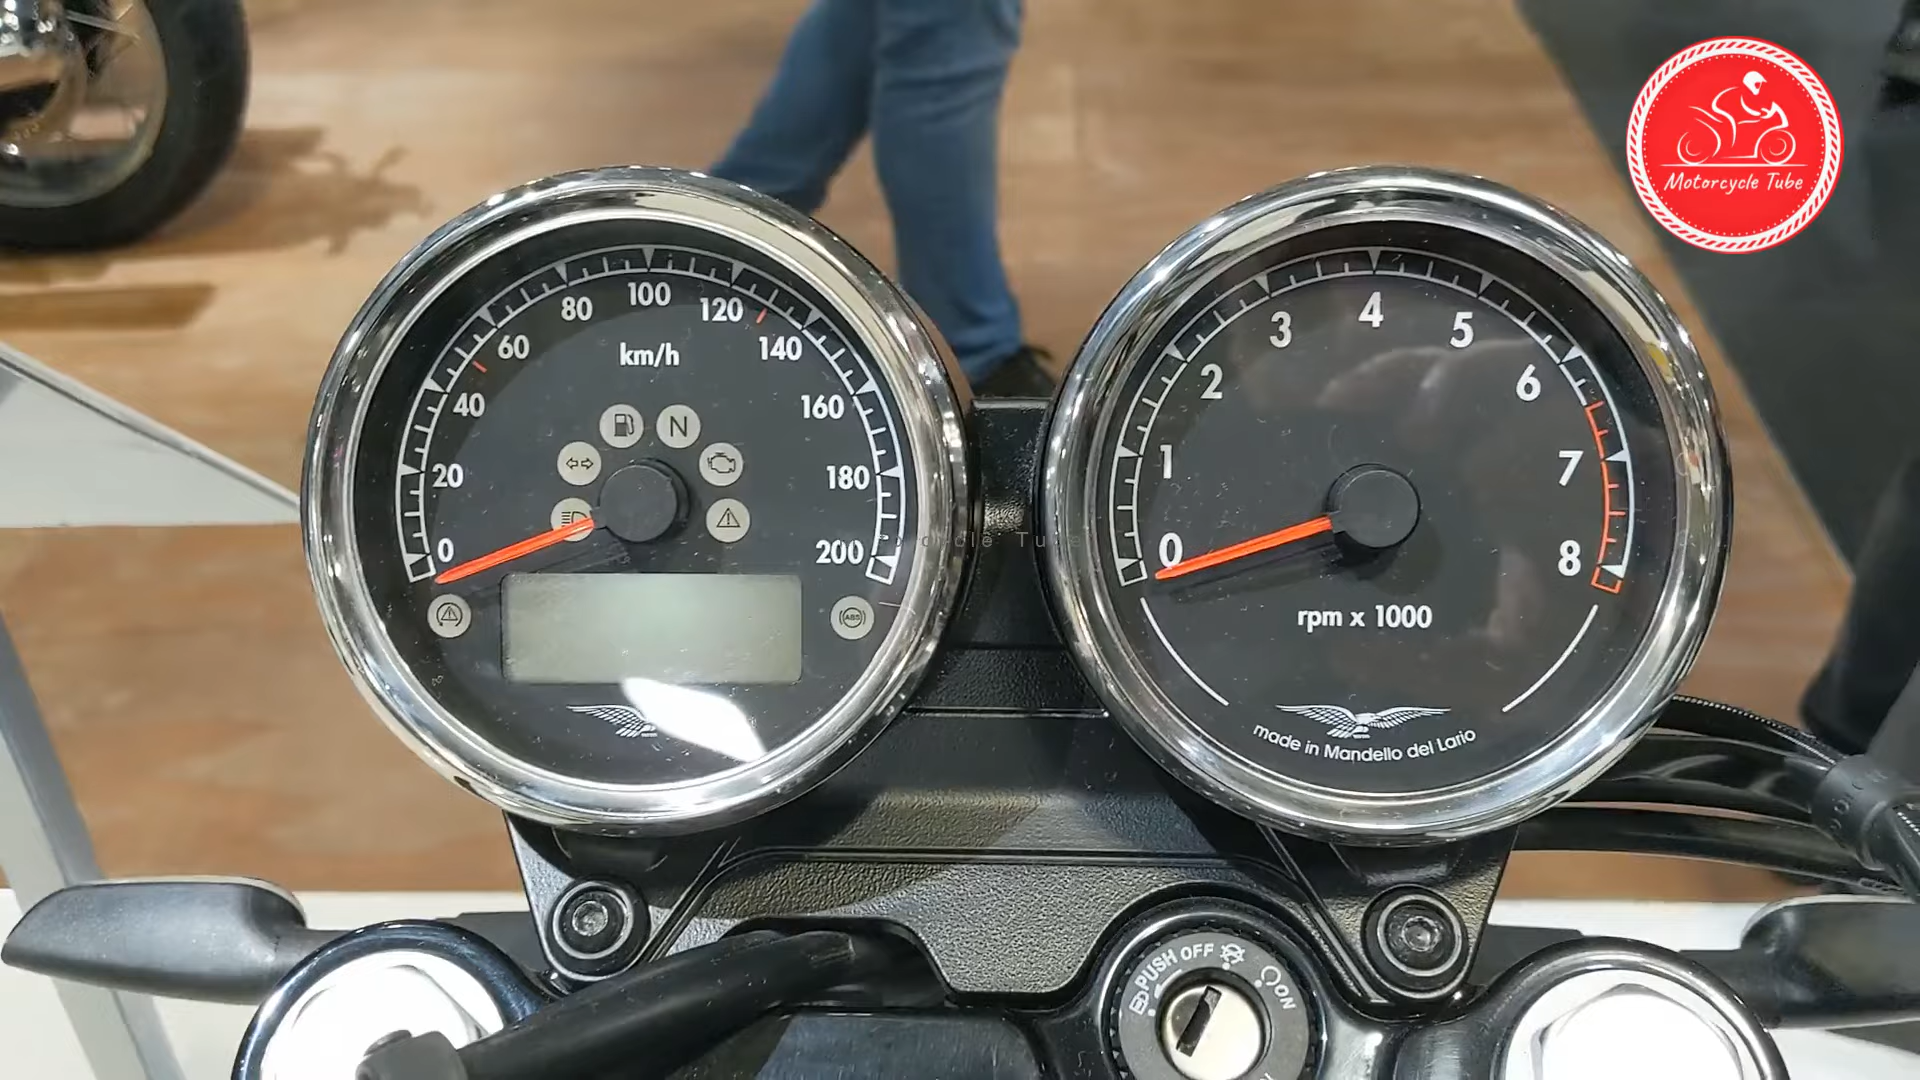 Motorcycle Tube
0
20
40
60
80
100
120
140
160
180
200
km/h
N
ABS
0
1
2
3
4
5
6
7
8
rpm x 1000
made in Mandello del Lario
PUSH OFF ON